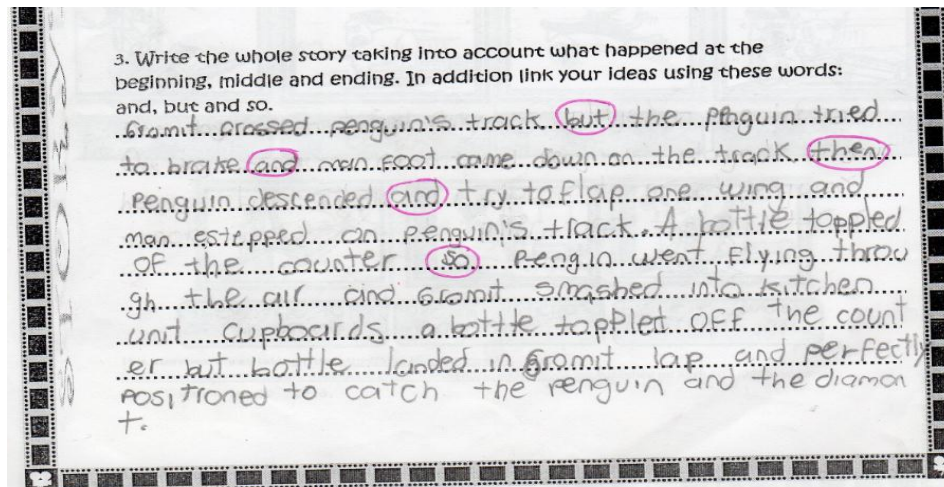 3. Write the whole story taking into account what happened at the
beginning, middle and ending. In addition link your ideas using these words:
and, but and so.
Gromit crossed penguin's track but the penguin tried
to brake and man foot came down on the track then
Penguin descended and try to flap one wing and
man estepped on penguin's track. A bottle toppled
of the counter so Pengin went flying throu
gh the air and Gromit smashed into kitchen
unit cupboards a bottle topplet off the count
er but bottle landed in Gromit lap and perfectly
positioned to catch the Penguin and the diamon
t.